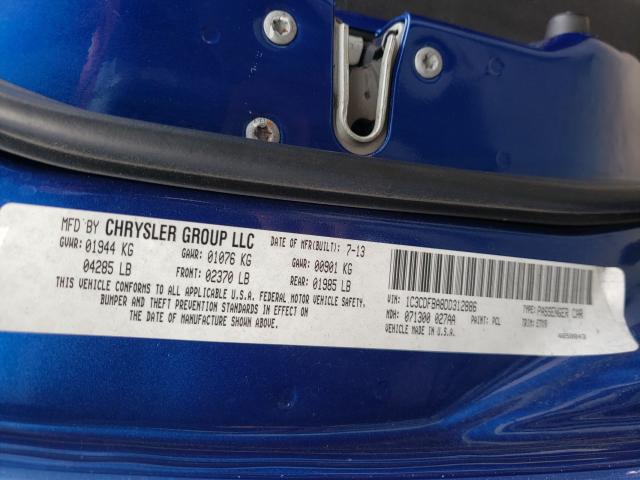 MFD BY CHRYSLER GROUP LLC DATE OF MFR(BUILT): 7-13
GVWR: 01944 KG GAWR: 01076 KG GAWR: 00901 KG
04285 LB FRONT: 02370 LB REAR: 01985 LB
THIS VEHICLE CONFORMS TO ALL APPLICABLE U.S.A. FEDERAL MOTOR VEHICLE SAFETY,
BUMPER AND THEFT PREVENTION STANDARDS IN EFFECT ON
THE DATE OF MANUFACTURE SHOWN ABOVE.
VIN: 1C3CDFBA8DD312886 TYPE: PASSENGER CAR
MDH: 071300 027AA PAINT: PCL TRIM:
VEHICLE MADE IN U.S.A.